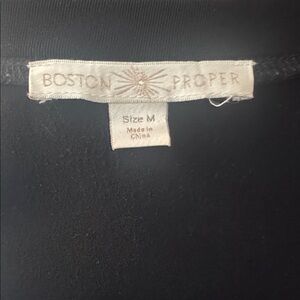 BOSTON PROPER
Size M
Made in
China